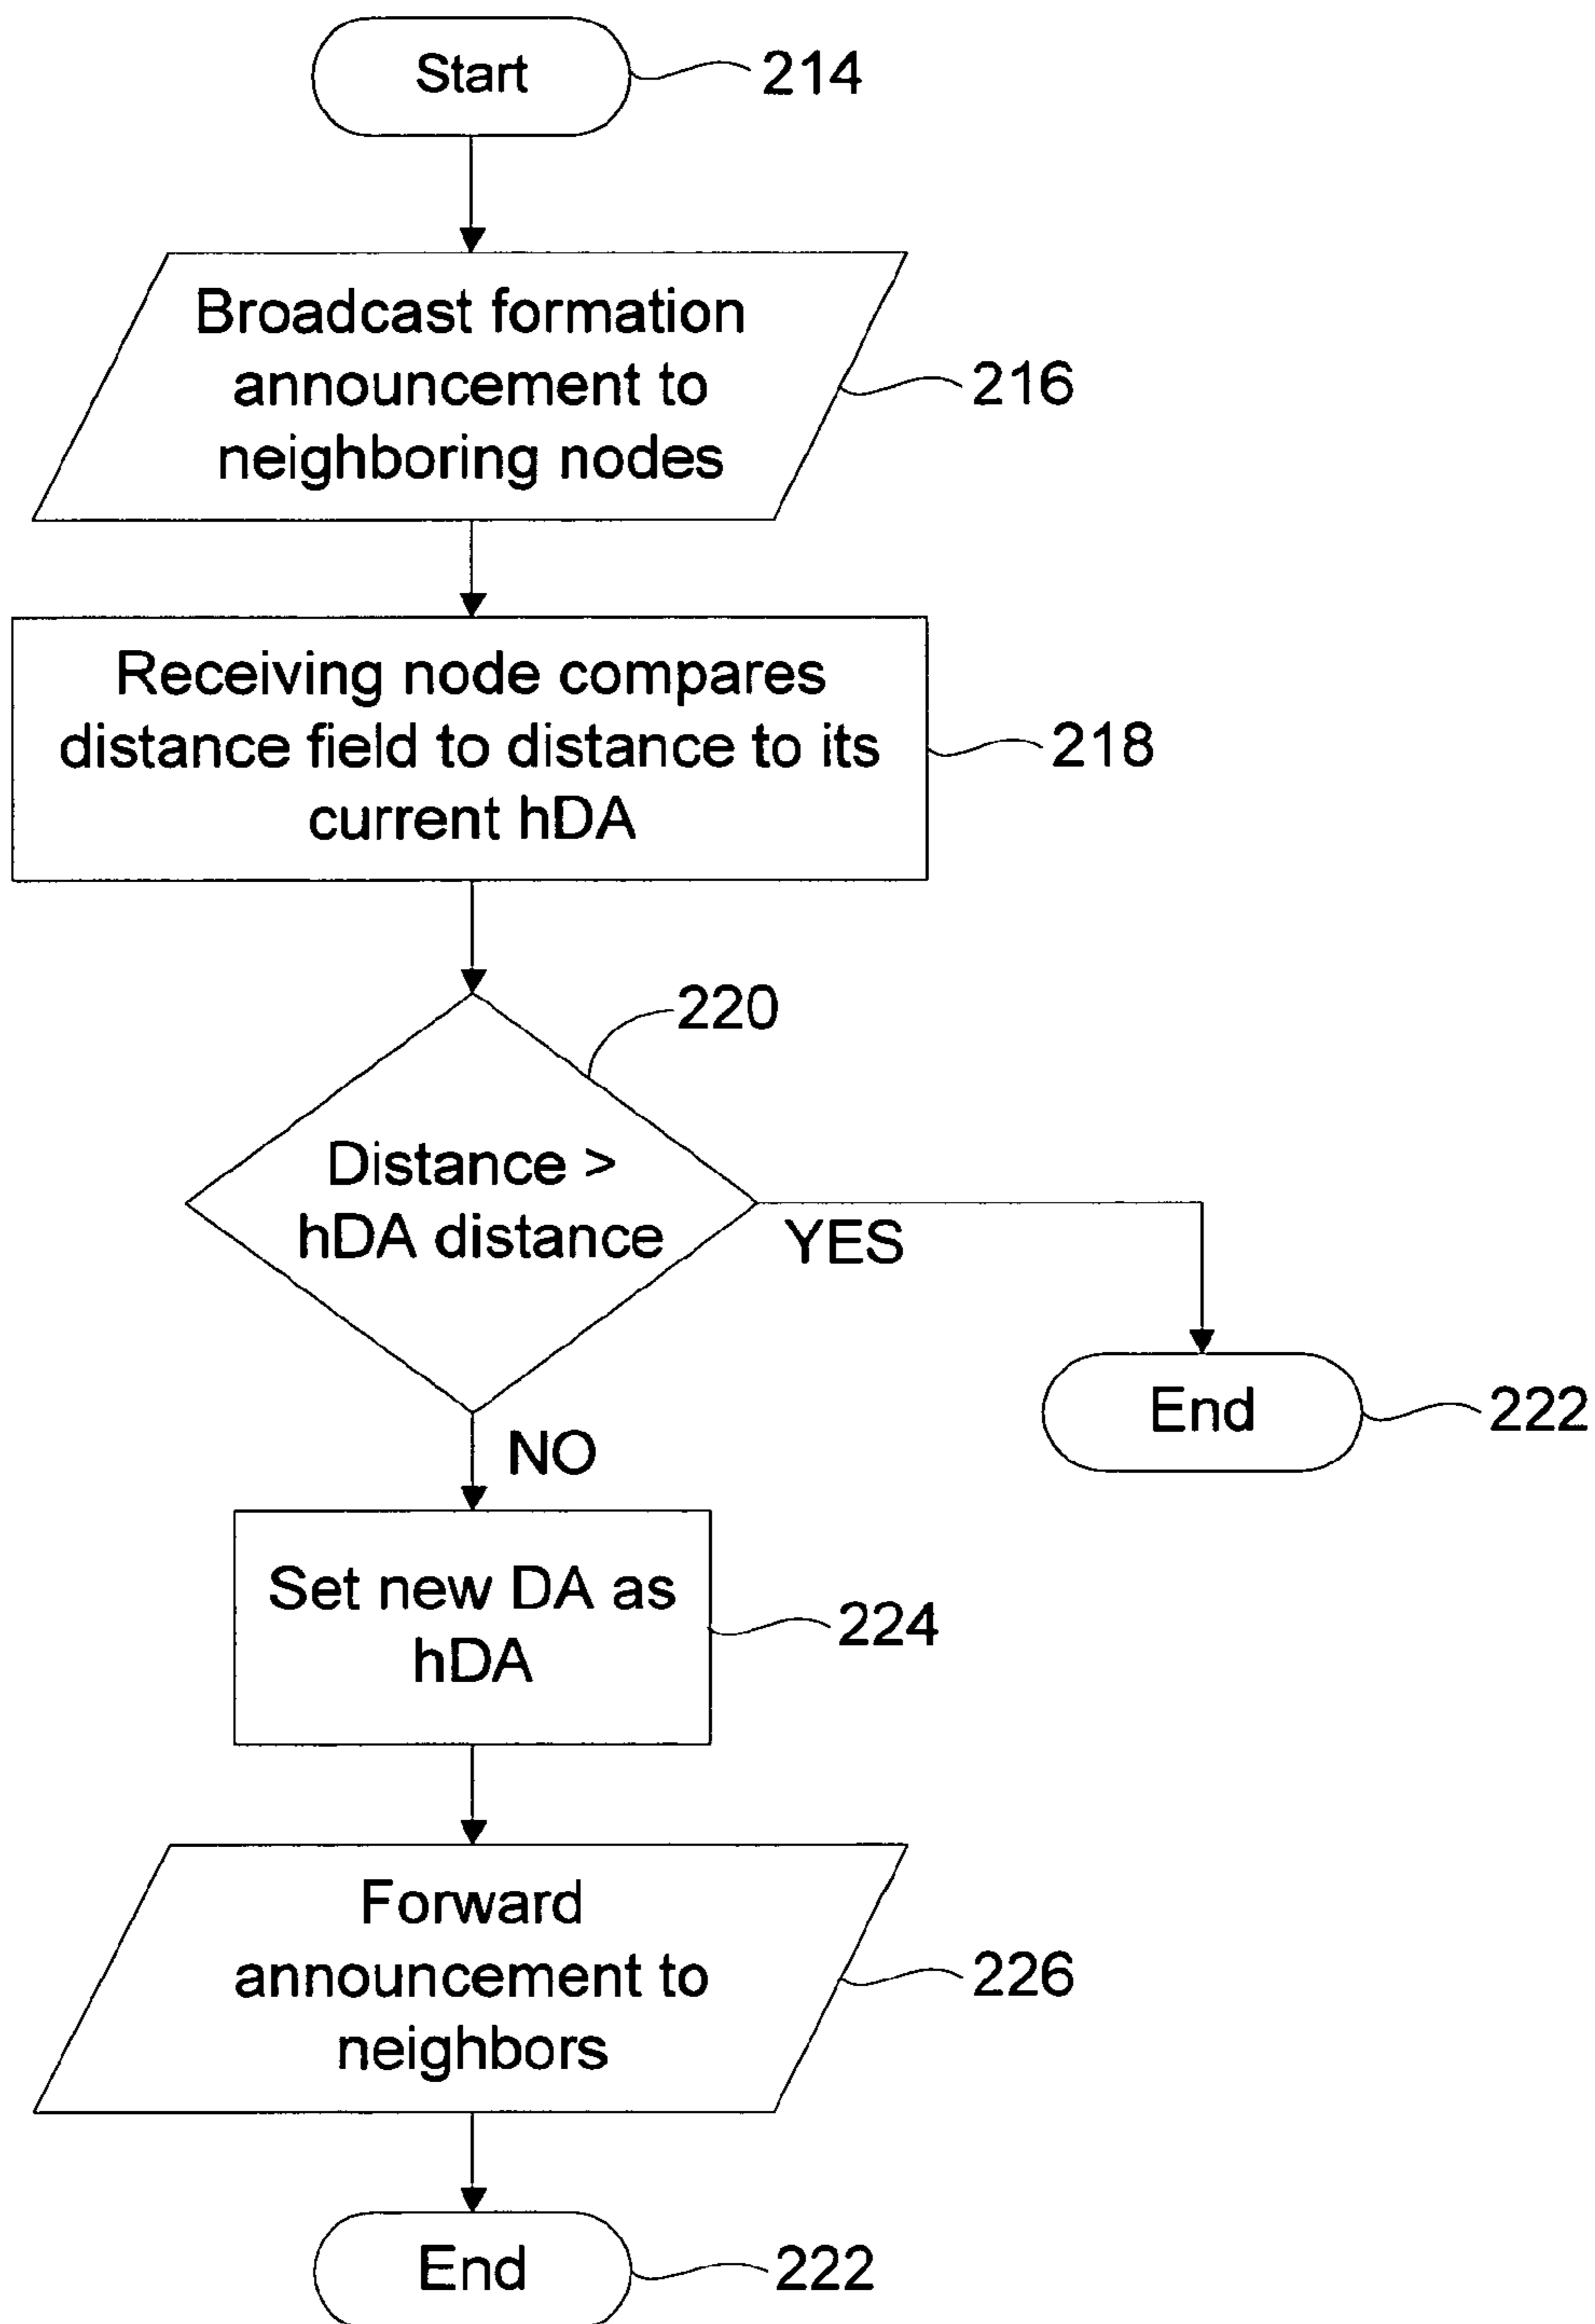 Start
214
Broadcast formation
announcement to
neighboring nodes
216
Receiving node compares
distance field to distance to its
current hDA
218
220
Distance >
hDA distance
YES
End
222
NO
Set new DA as
hDA
224
Forward
announcement to
neighbors
226
End
222